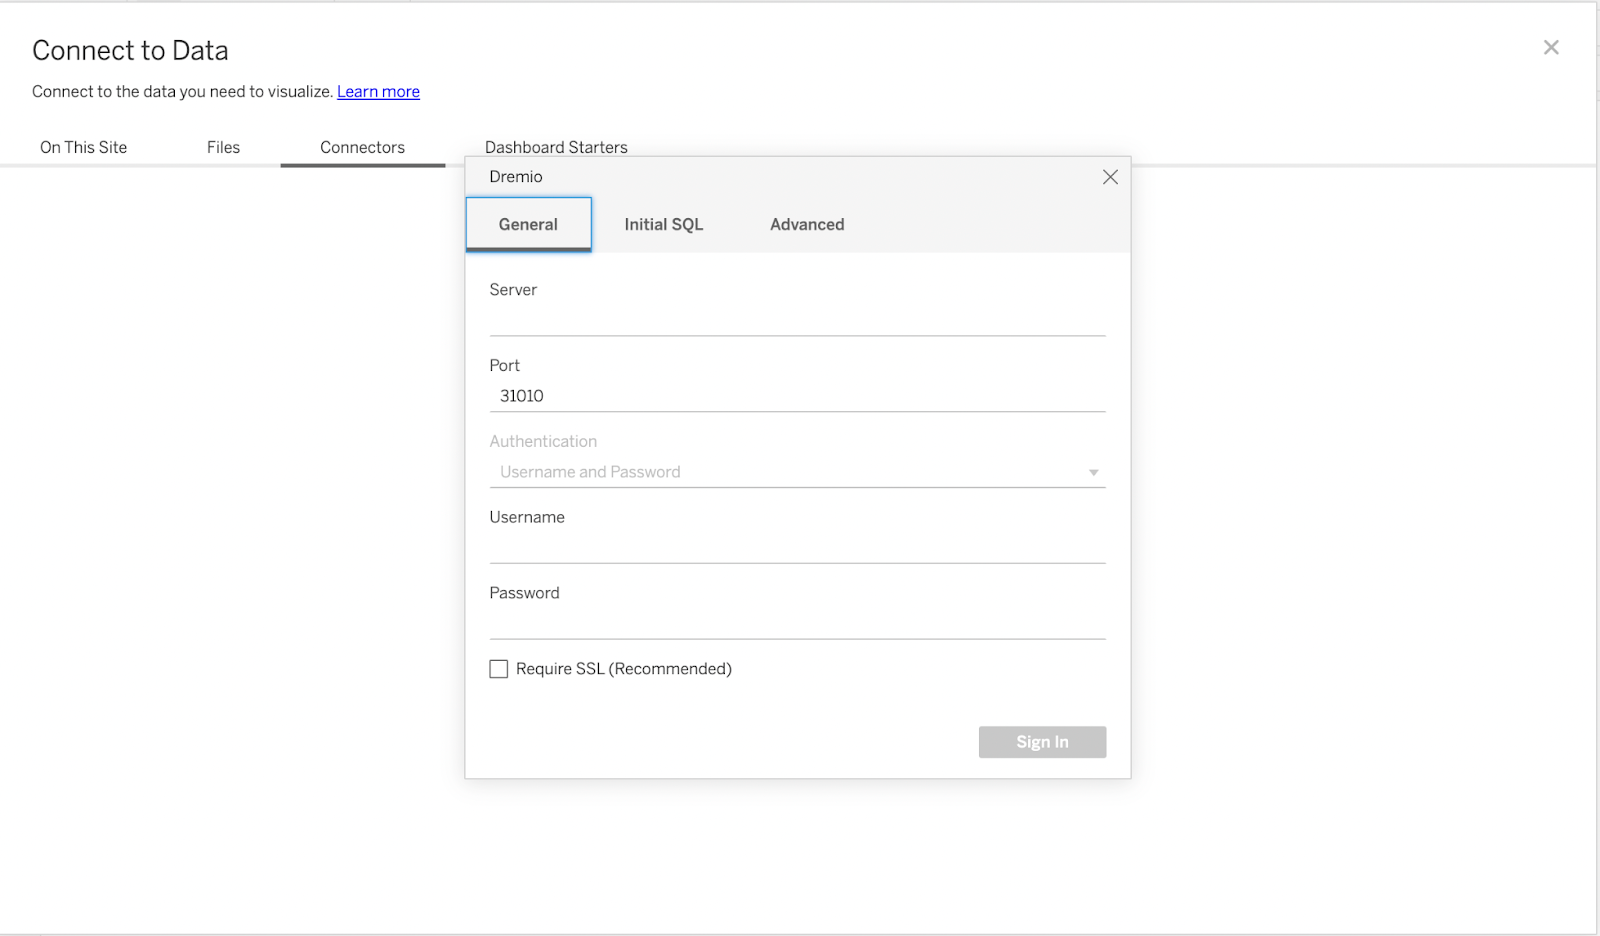 Connect to Data
Connect to the data you need to visualize. Learn more
On This Site Files Connectors Dashboard Starters
Dremio
General Initial SQL Advanced
Server
Port
31010
Authentication
Username and Password
Username
Password
Require SSL (Recommended)
Sign In